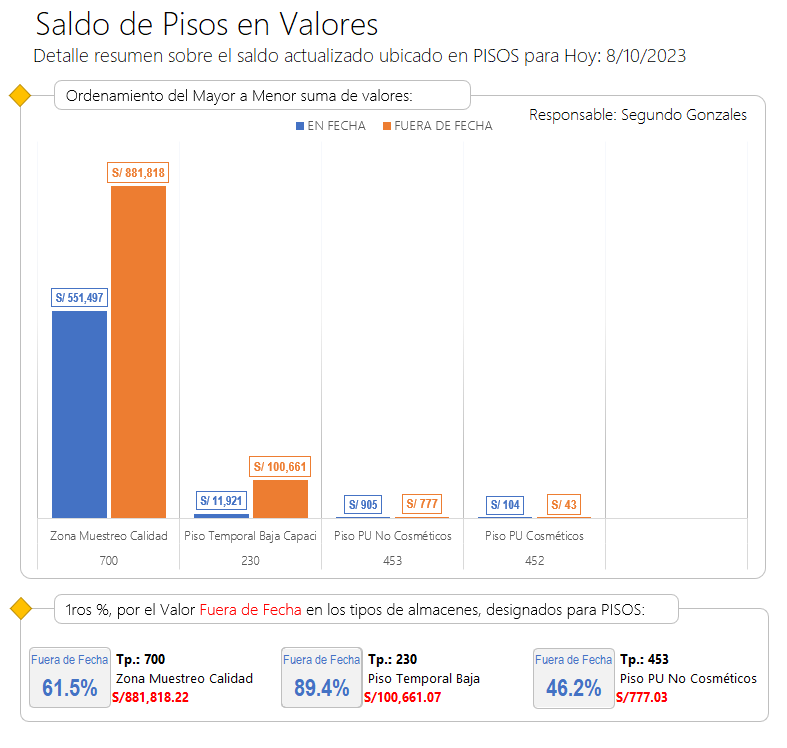 Saldo de Pisos en Valores
Detalle resumen sobre el saldo actualizado ubicado en PISOS para Hoy: 8/10/2023
Ordenamiento del Mayor a Menor suma de valores:
Responsable: Segundo Gonzales
EN FECHA FUERA DE FECHA
S/ 881,818
S/ 551,497
S/ 100,661
S/ 11,921
S/ 905
S/ 777
S/ 104
S/ 43
Zona Muestreo Calidad Piso Temporal Baja Capaci Piso PU No Cosméticos Piso PU Cosméticos
700 230 453 452
1ros %, por el Valor Fuera de Fecha en los tipos de almacenes, designados para PISOS:
Fuera de Fecha
61.5%
Tp.: 700
Zona Muestreo Calidad
S/881,818.22
Fuera de Fecha
89.4%
Tp.: 230
Piso Temporal Baja
S/100,661.07
Fuera de Fecha
46.2%
Tp.: 453
Piso PU No Cosméticos
S/777.03